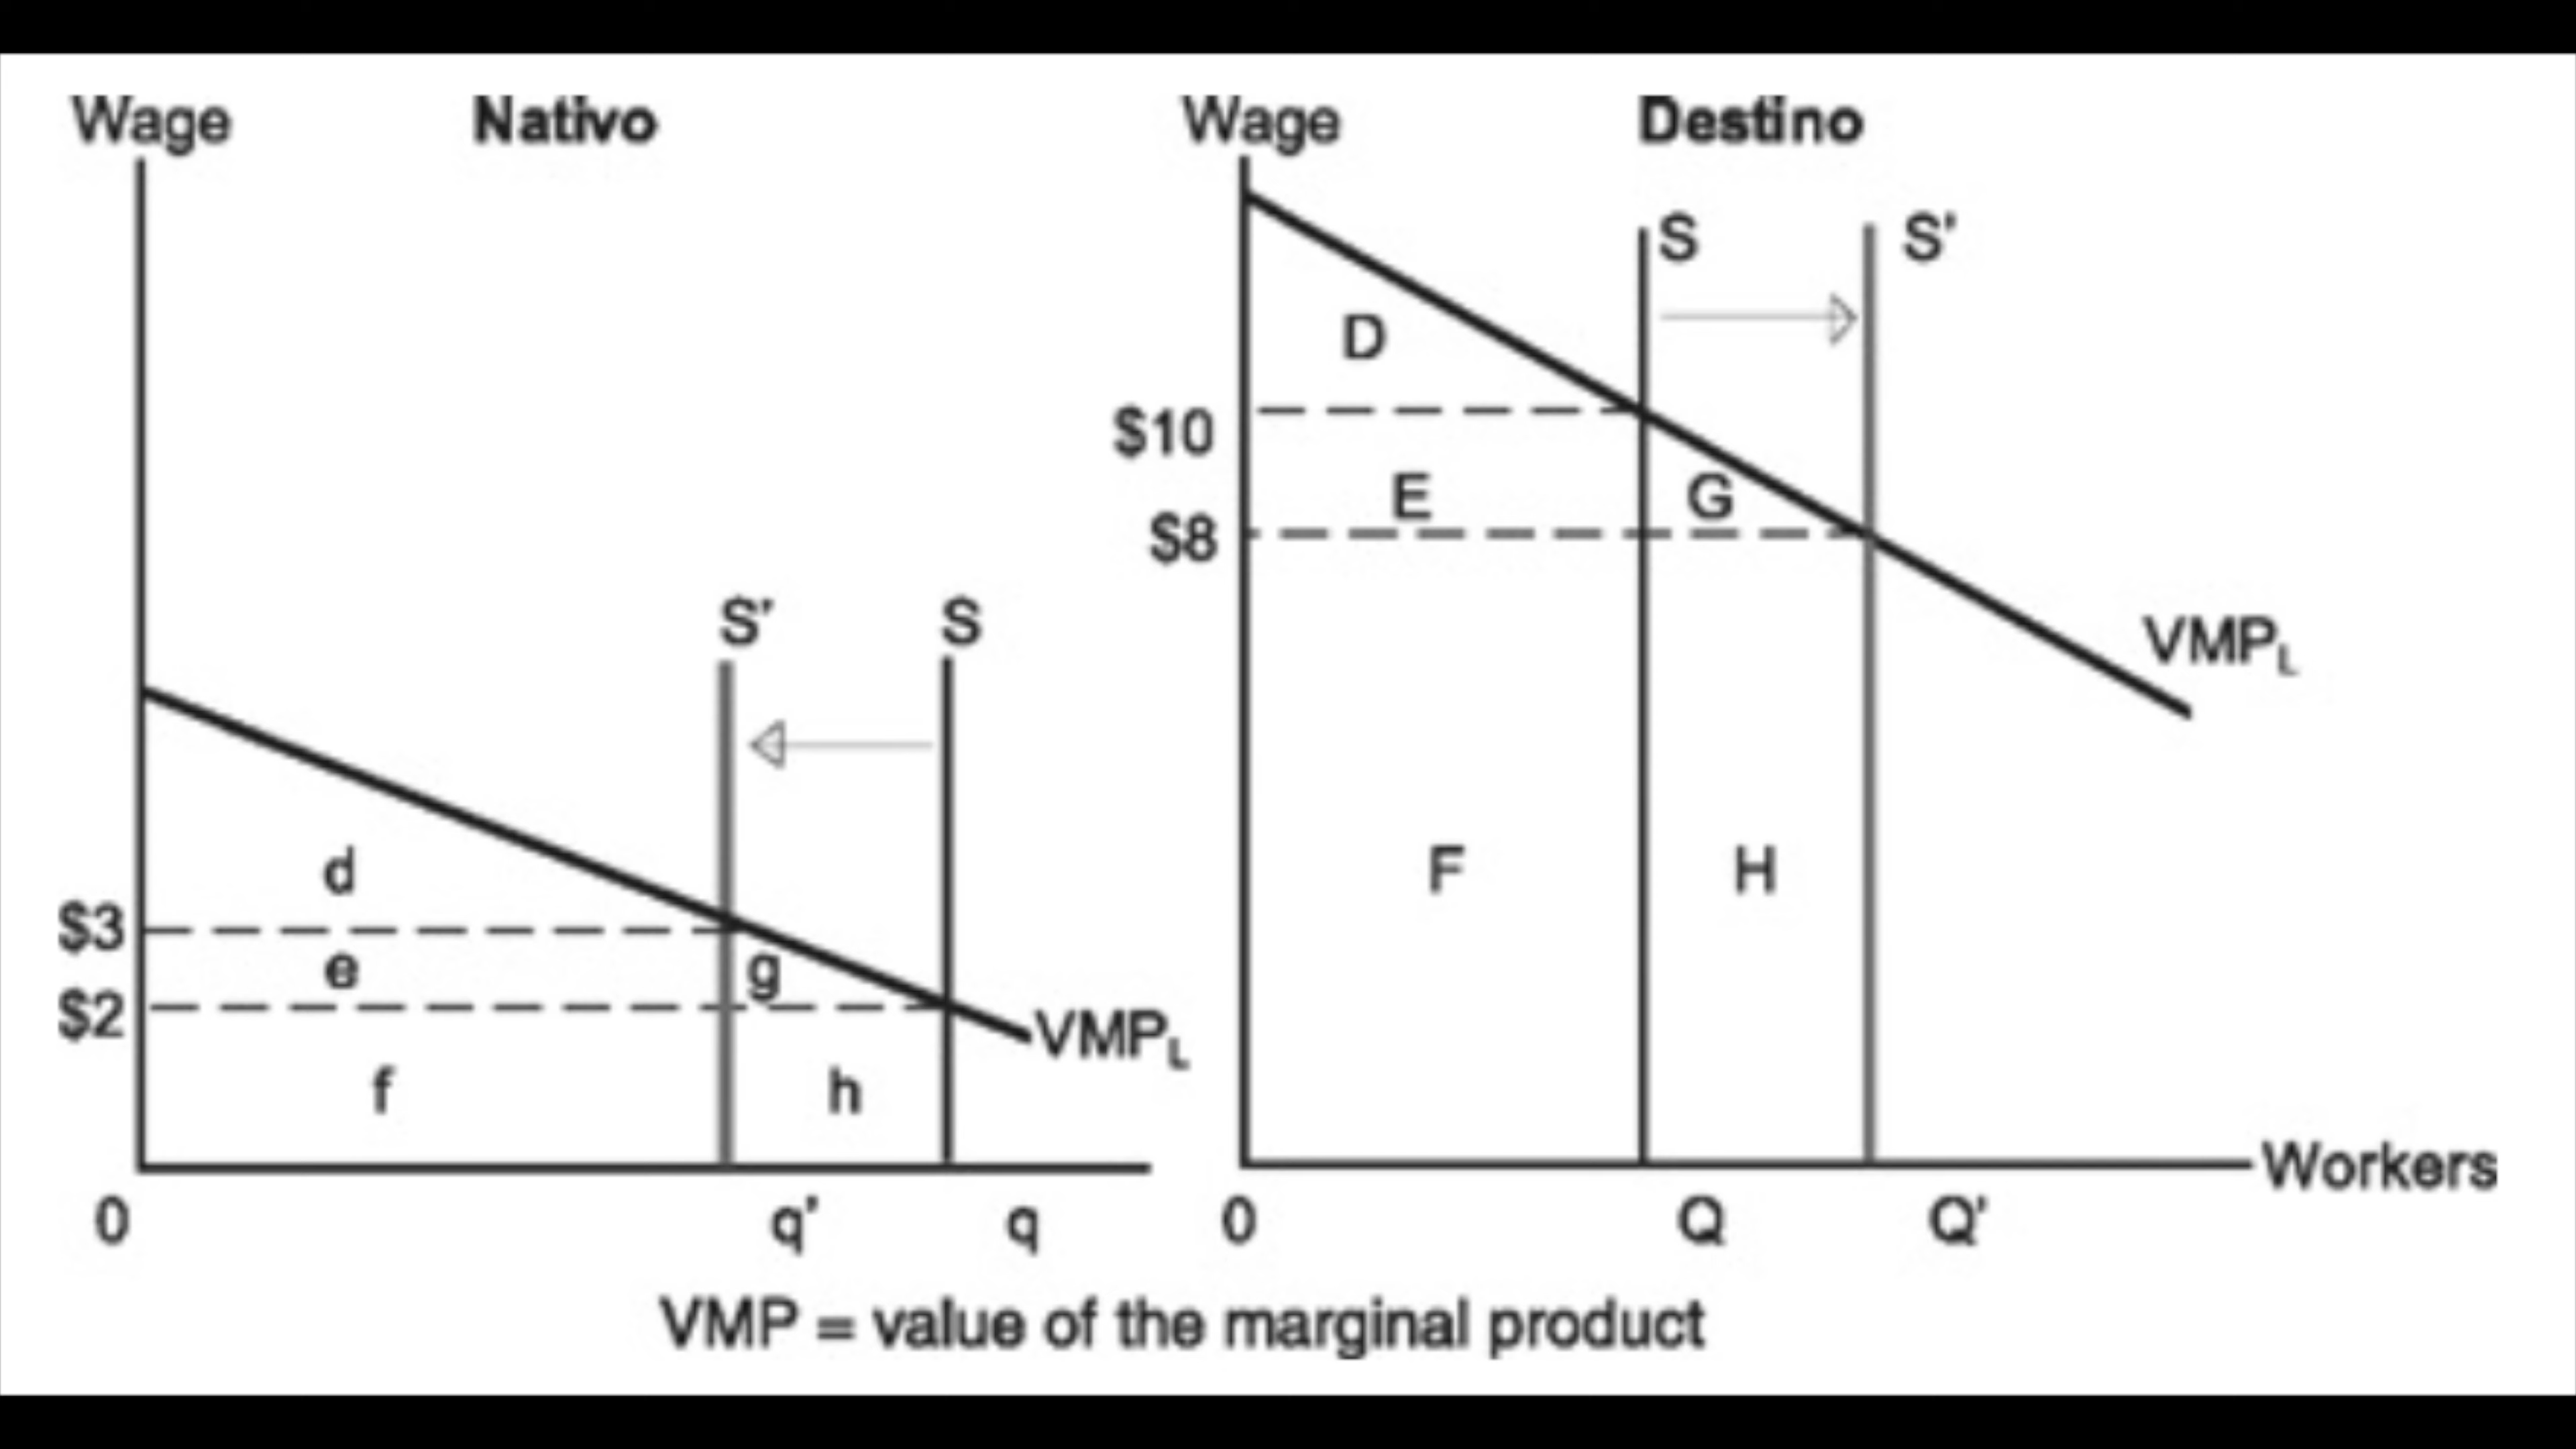 Wage Nativo Wage Destino
S S'
D
$10
E G
$8
S' S
VMPL
d F H
$3
e g
$2
VMPL
f h
Workers
0 q' q 0 Q Q'
VMP = value of the marginal product